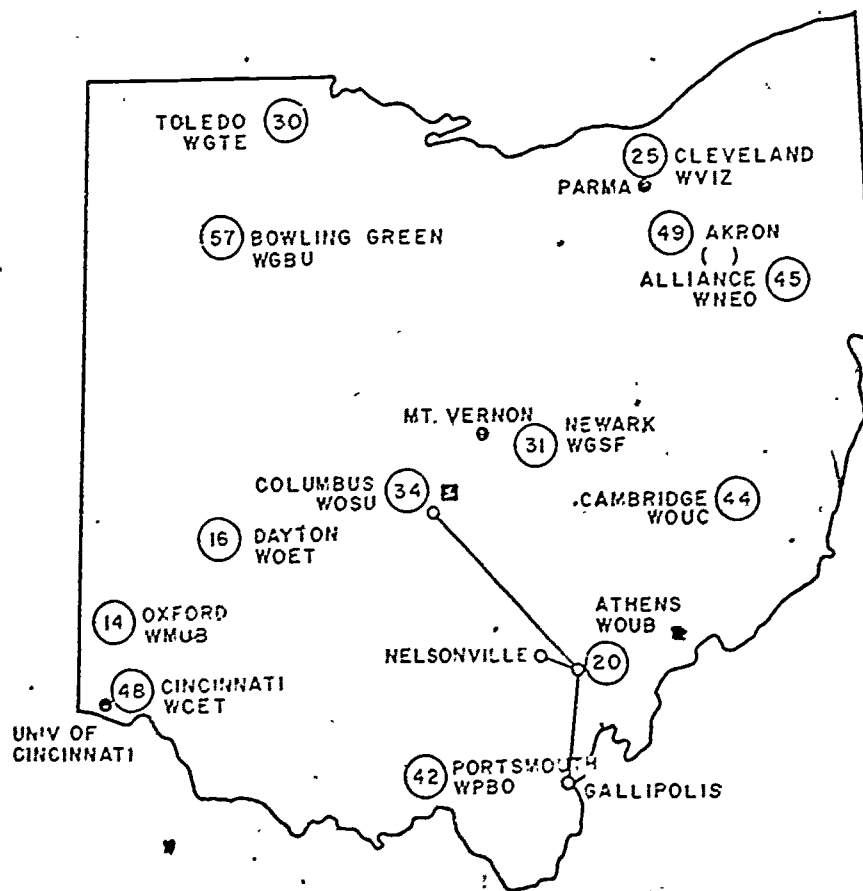 TOLEDO 30
WGTE
25 CLEVELAND
WVIZ
PARMA
57 BOWLING GREEN
WGBU
49 AKRON
( )
ALLIANCE 45
WNEO
MT. VERNON
31 NEWARK
WGSF
COLUMBUS 34
WOSU
CAMBRIDGE 44
WOUC
16 DAYTON
WOET
14 OXFORD
WMUB
ATHENS
WOUB
20
NELSONVILLE
48 CINCINNATI
WCET
UNIV OF
CINCINNATI
42 PORTSMOUTH
WPBO
GALLIPOLIS